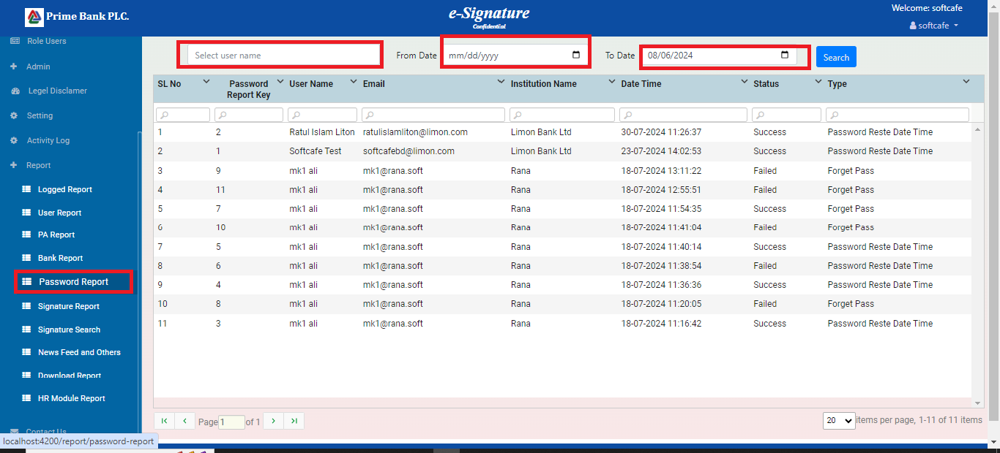 Prime Bank PLC.
e-Signature
Confidential
Welcome: softcafe
softcafe
Role Users
Admin
Legel Disclamer
Setting
Activity Log
Report
Logged Report
User Report
PA Report
Bank Report
Password Report
Signature Report
Signature Search
News Feed and Others
Download Report
HR Module Report
Contact Us
localhost:4200/report/password-report
Select user name From Date mm/dd/yyyy To Date 08/06/2024 Search
SL No Password Report Key User Name Email Institution Name Date Time Status Type
1 2 Ratul Islam Liton ratulislamliton@limon.com Limon Bank Ltd 30-07-2024 11:26:37 Success Password Reste Date Time
2 1 Softcafe Test softcafebd@limon.com Limon Bank Ltd 23-07-2024 14:02:53 Success Password Reste Date Time
3 9 mk1 ali mk1@rana.soft Rana 18-07-2024 13:11:22 Failed Forget Pass
4 11 mk1 ali mk1@rana.soft Rana 18-07-2024 12:55:51 Failed Forget Pass
5 7 mk1 ali mk1@rana.soft Rana 18-07-2024 11:54:35 Success Forget Pass
6 10 mk1 ali mk1@rana.soft Rana 18-07-2024 11:41:04 Failed Forget Pass
7 5 mk1 ali mk1@rana.soft Rana 18-07-2024 11:40:14 Success Password Reste Date Time
8 6 mk1 ali mk1@rana.soft Rana 18-07-2024 11:38:54 Failed Password Reste Date Time
9 4 mk1 ali mk1@rana.soft Rana 18-07-2024 11:36:36 Success Password Reste Date Time
10 8 mk1 ali mk1@rana.soft Rana 18-07-2024 11:20:05 Failed Forget Pass
11 3 mk1 ali mk1@rana.soft Rana 18-07-2024 11:16:42 Success Password Reste Date Time
Page 1 of 1 20 items per page, 1-11 of 11 items